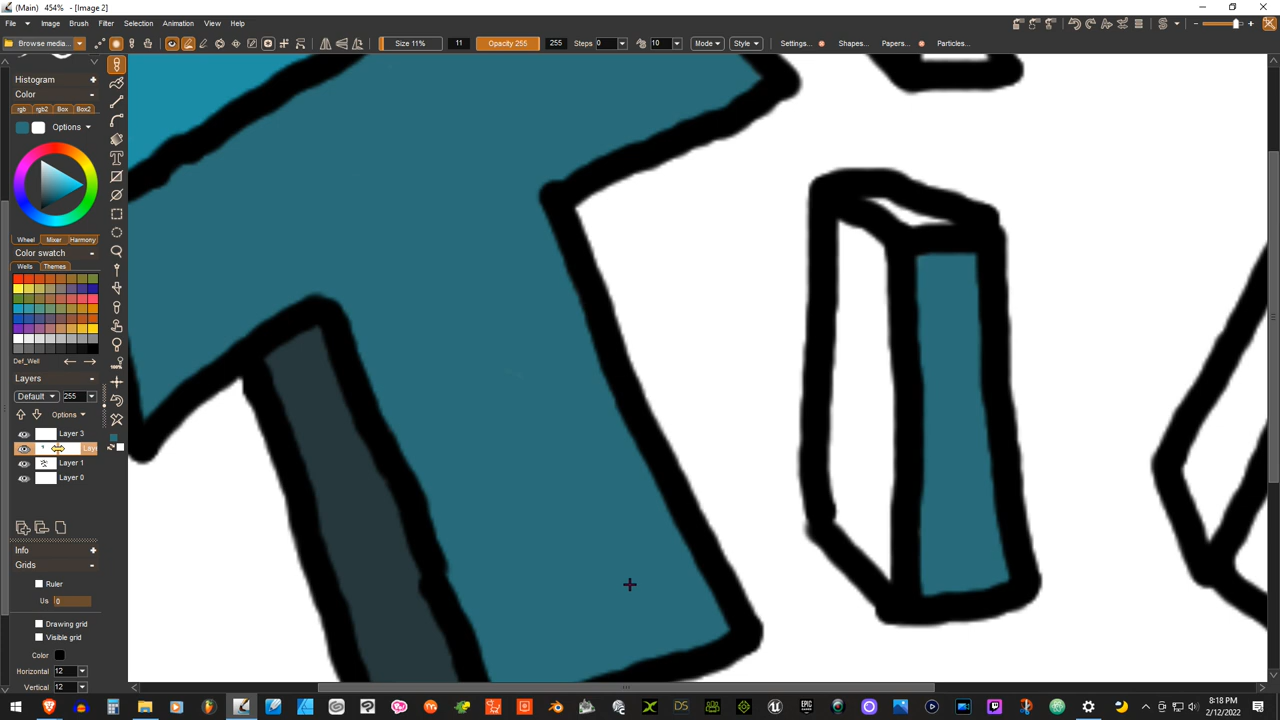 (Main) 454% - [Image 2]
File Image Brush Filter Selection Animation View Help
Browse media... Size 11% 11 Opacity 255 255 Steps 0 10 Mode Style Settings... Shapes... Papers... Particles...
Histogram
Color
rgb rgb2 Box Box2
Options
Wheel Mixer Harmony
Color swatch
Wells Themes
Def_Well
Layers
Default 255
Options
Layer 3
Laye
Layer 1
Layer 0
Info
Grids
Ruler
Us 0
Drawing grid
Visible grid
Color
Horizontal 12
Vertical 12
8:18 PM
2/12/2022